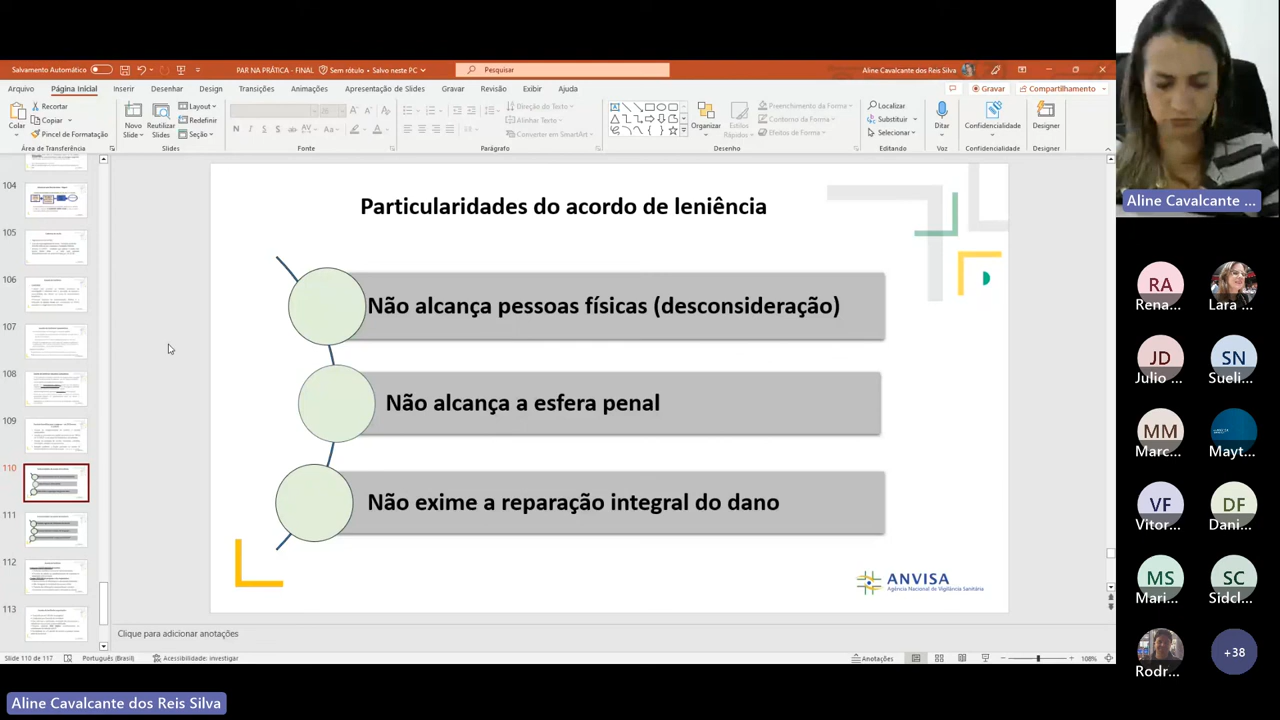 Salvamento Automático
PAR NA PRÁTICA - FINAL
Sem rótulo • Salvo neste PC
Pesquisar
Aline Cavalcante dos Reis Silva
Arquivo
Página Inicial
Inserir
Desenhar
Design
Transições
Animações
Apresentação de Slides
Gravar
Revisão
Exibir
Ajuda
Gravar
Compartilhamento
Colar
Recortar
Copiar
Pincel de Formatação
Área de Transferência
Novo Slide
Reutilizar Slides
Layout
Redefinir
Seção
Slides
Fonte
Direção do Texto
Alinhar Texto
Converter em SmartArt
Parágrafo
Organizar
Estilos Rápidos
Preenchimento da Forma
Contorno da Forma
Efeitos de Forma
Desenho
Localizar
Substituir
Selecionar
Editando
Ditar
Voz
Confidencialidade
Confidencialidade
Designer
Designer
104
105
106
107
108
109
110
111
112
113
Particularidades do acordo de leniência
Não alcança pessoas físicas (desconsideração)
Não alcança a esfera penal
Não exime a reparação integral do dano
ANVISA
Agência Nacional de Vigilância Sanitária
Clique para adicionar anotações
Slide 110 de 117
Português (Brasil)
Acessibilidade: investigar
Anotações
108%
Aline Cavalcante dos Reis Silva
Aline Cavalcante ...
RA
Rena...
Lara ...
JD
Julio ...
SN
Sueli...
MM
Marc...
Mayt...
VF
Vitor...
DF
Dani...
MS
Mari...
SC
Sidcl...
Rodr...
+38